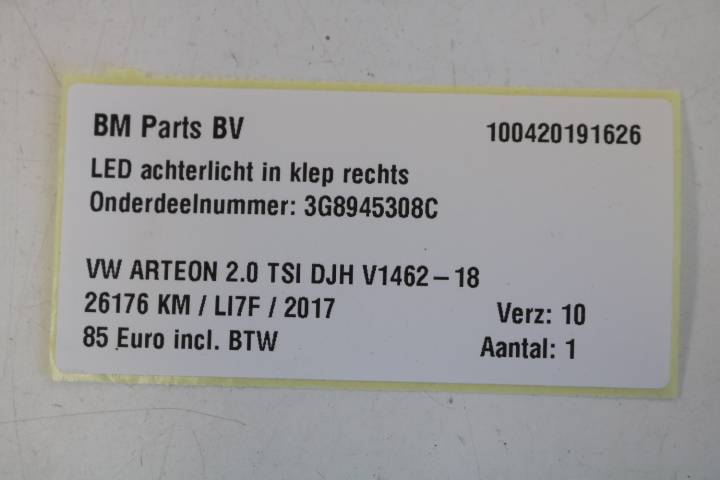 BM Parts BV 100420191626
LED achterlicht in klep rechts
Onderdeelnummer: 3G8945308C
VW ARTEON 2.0 TSI DJH V1462-18
26176 KM / LI7F / 2017 Verz: 10
85 Euro incl. BTW Aantal: 1